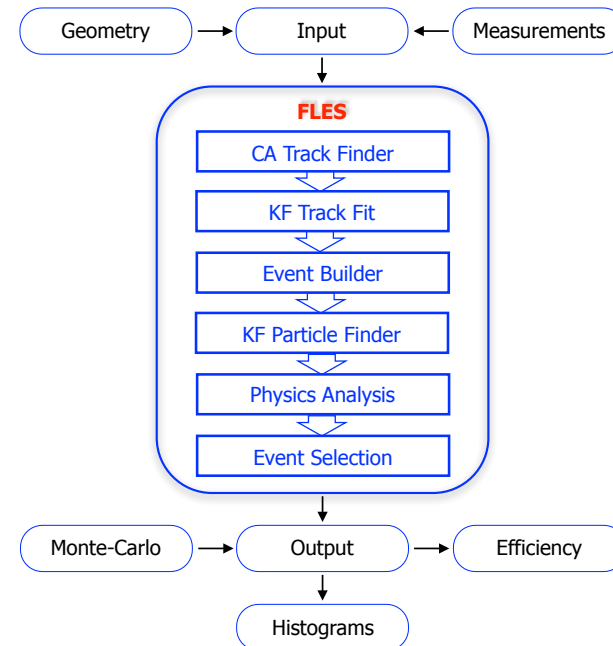 Geometry
Input
Measurements
FLES
CA Track Finder
KF Track Fit
Event Builder
KF Particle Finder
Physics Analysis
Event Selection
Monte-Carlo
Output
Efficiency
Histograms